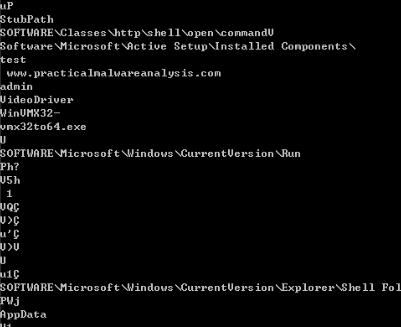 uP
StubPath
SOFTWARE\Classes\http\shell\open\commandV
Software\Microsoft\Active Setup\Installed Components\
test
www.practicalmalwareanalysis.com
admin
VideoDriver
WinVMX32-
vmx32to64.exe
U
SOFTWARE\Microsoft\Windows\CurrentVersion\Run
Ph?
V5h
1
VQÇ
V)Ç
u'Ç
V)V
U
u1Ç
SOFTWARE\Microsoft\Windows\CurrentVersion\Explorer\Shell Fol
PWj
AppData